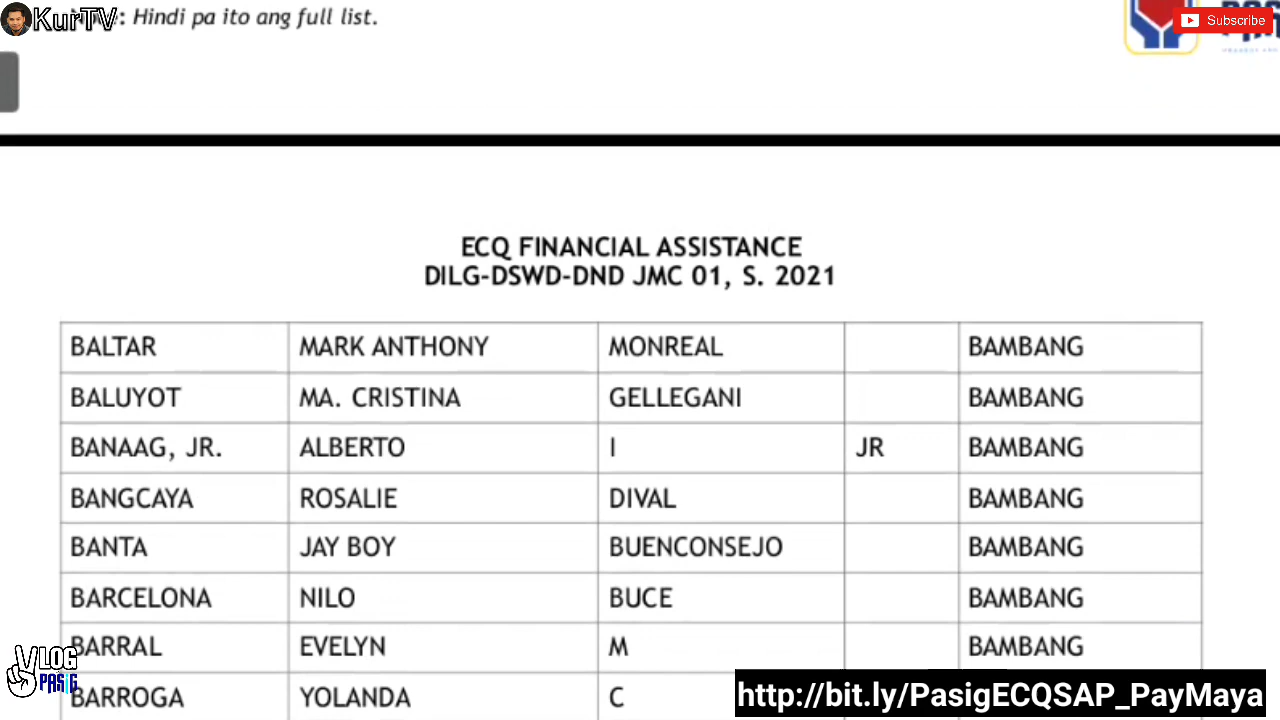 KurTV : Hindi pa ito ang full list.
Subscribe
ECQ FINANCIAL ASSISTANCE
DILG-DSWD-DND JMC 01, S. 2021
BALTAR MARK ANTHONY MONREAL BAMBANG
BALUYOT MA. CRISTINA GELLEGANI BAMBANG
BANAAG, JR. ALBERTO I JR BAMBANG
BANGCAYA ROSALIE DIVAL BAMBANG
BANTA JAY BOY BUENCONSEJO BAMBANG
BARCELONA NILO BUCE BAMBANG
BARRAL EVELYN M BAMBANG
BARROGA YOLANDA C
VLOG
PASIG
http://bit.ly/PasigECQSAP_PayMaya